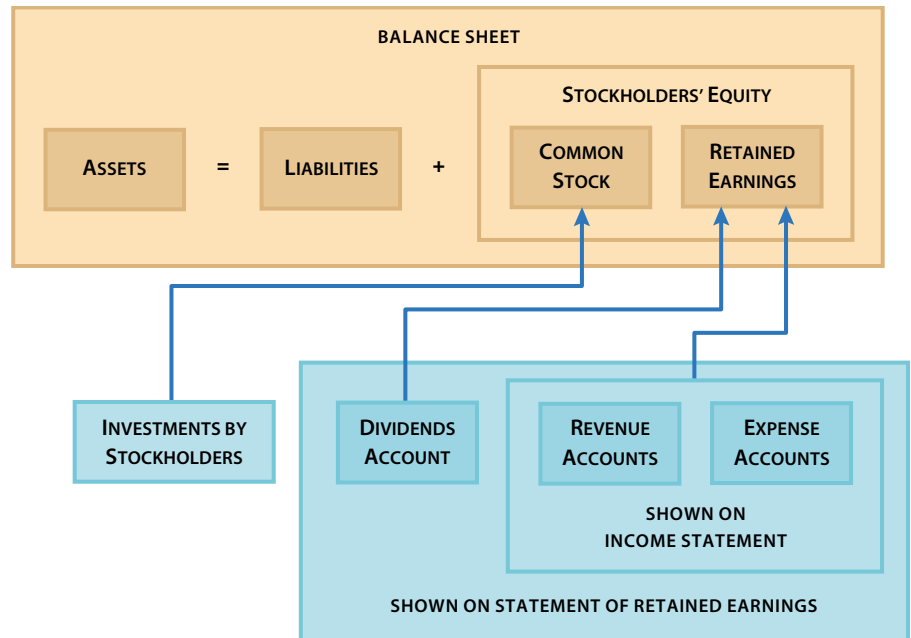 BALANCE SHEET
STOCKHOLDERS' EQUITY
ASSETS
=
LIABILITIES
+
COMMON
STOCK
RETAINED
EARNINGS
INVESTMENTS BY
STOCKHOLDERS
DIVIDENDS
ACCOUNT
REVENUE
ACCOUNTS
EXPENSE
ACCOUNTS
SHOWN ON
INCOME STATEMENT
SHOWN ON STATEMENT OF RETAINED EARNINGS